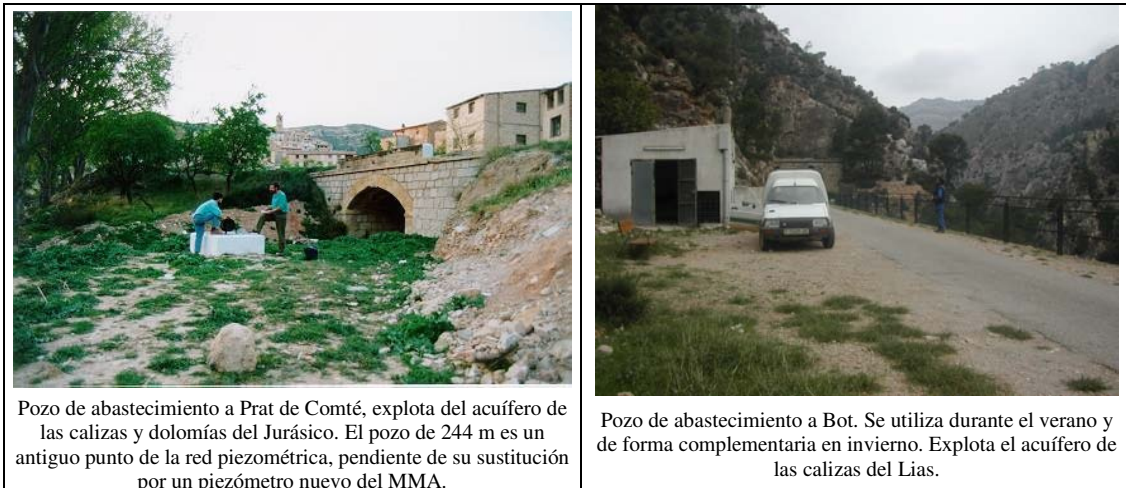 Pozo de abastecimiento a Prat de Comté, explota del acuífero de
las calizas y dolomías del Jurásico. El pozo de 244 m es un
antiguo punto de la red piezométrica, pendiente de su sustitución
por un piezómetro nuevo del MMA.
Pozo de abastecimiento a Bot. Se utiliza durante el verano y
de forma complementaria en invierno. Explota el acuífero de
las calizas del Lias.